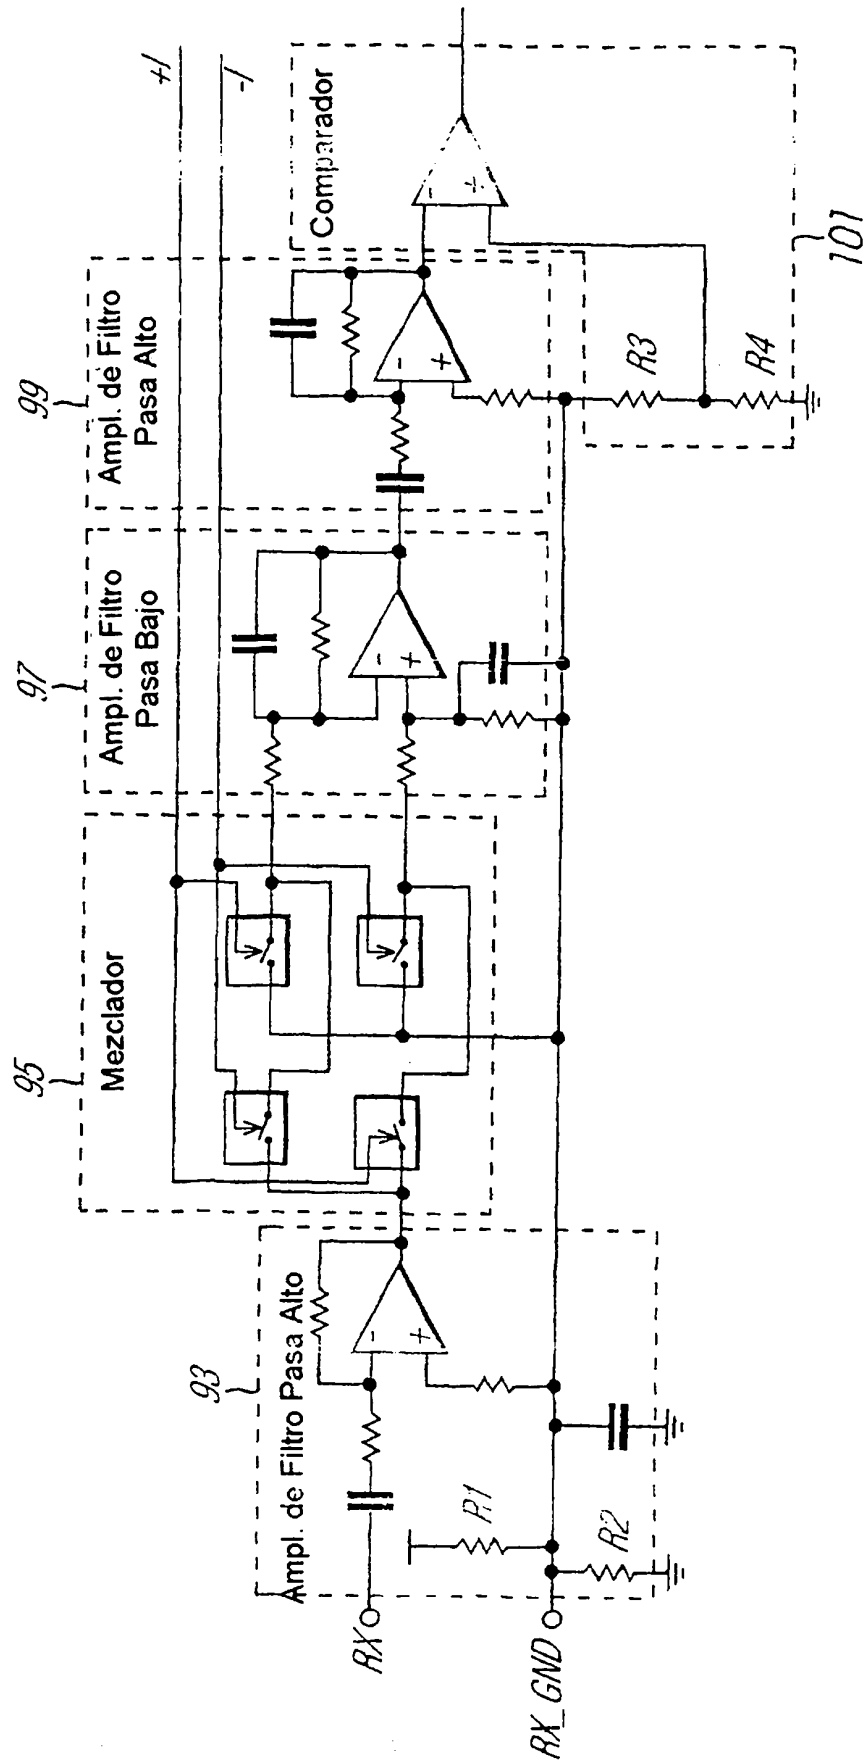 93
Ampl. de Filtro Pasa Alto
RX
RX_GND
R1
R2
-
+
95
Mezclador
97
Ampl. de Filtro
Pasa Bajo
-
+
99
Ampl. de Filtro
Pasa Alto
-
+
R3
R4
Comparador
-
+
101
+/
-/